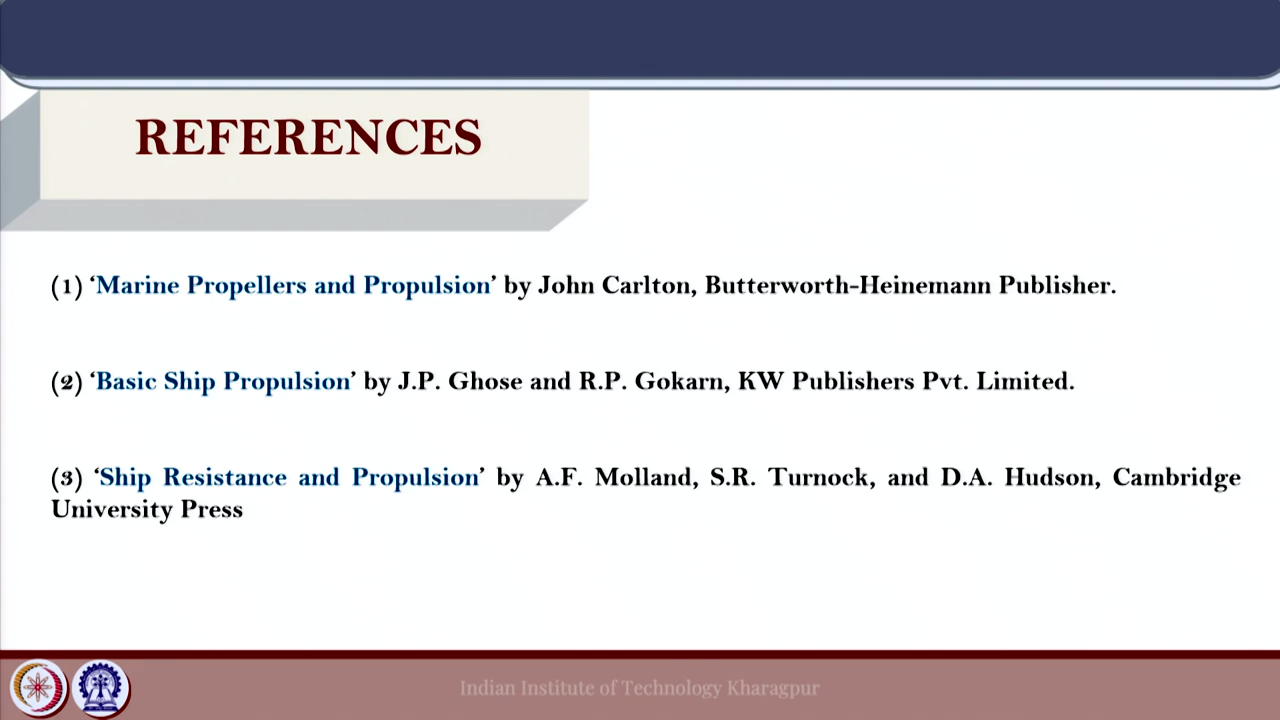 REFERENCES
(1) ‘Marine Propellers and Propulsion’ by John Carlton, Butterworth-Heinemann Publisher.
(2) ‘Basic Ship Propulsion’ by J.P. Ghose and R.P. Gokarn, KW Publishers Pvt. Limited.
(3) ‘Ship Resistance and Propulsion’ by A.F. Molland, S.R. Turnock, and D.A. Hudson, Cambridge
University Press
Indian Institute of Technology Kharagpur